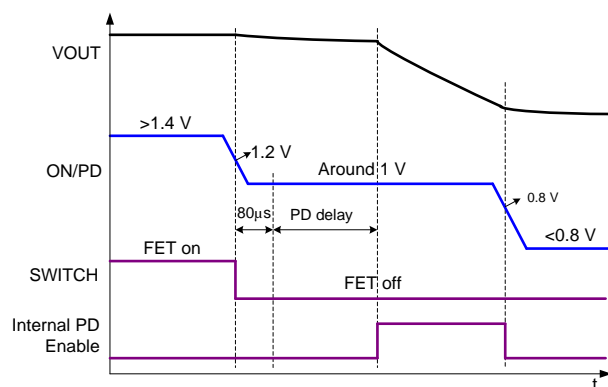 VOUT
>1.4 V
1.2 V
ON/PD
Around 1 V
0.8 V
80μs
PD delay
<0.8 V
FET on
SWITCH
FET off
Internal PD
Enable
t